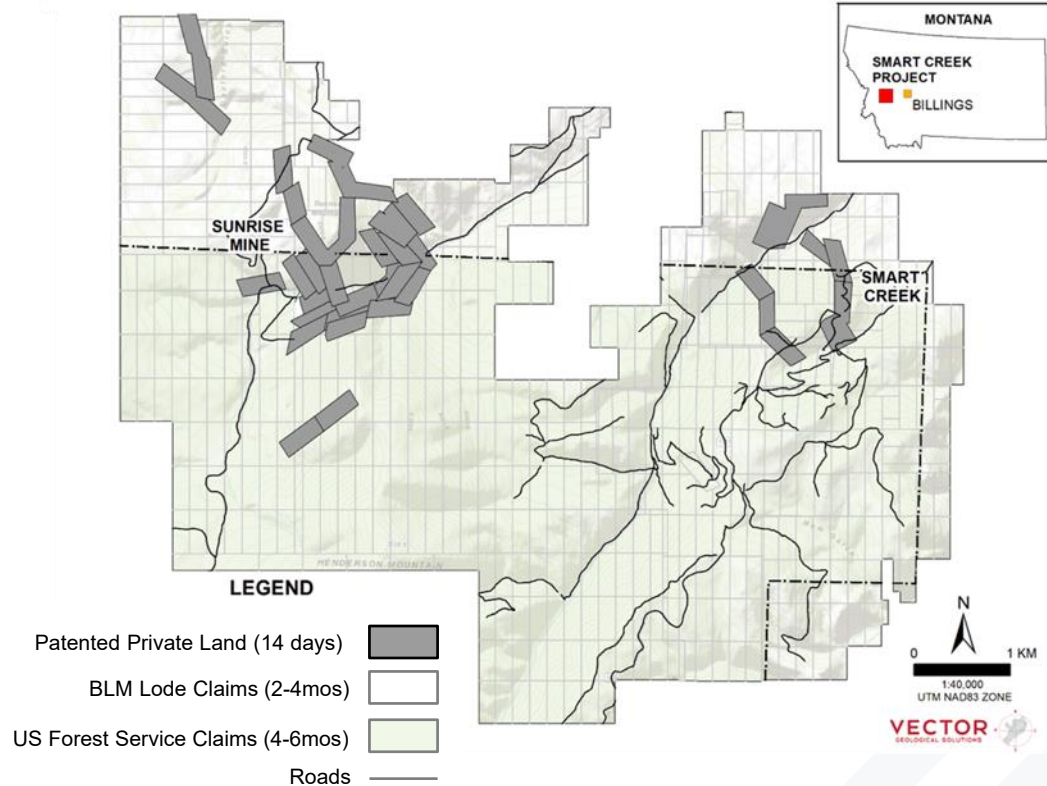 MONTANA
SMART CREEK
PROJECT
BILLINGS
SUNRISE
MINE
SMART
CREEK
HENDERSON MOUNTAIN
LEGEND
Patented Private Land (14 days)
BLM Lode Claims (2-4mos)
US Forest Service Claims (4-6mos)
Roads
N
0 1 KM
1:40,000
UTM NAD83 ZONE
VECTOR
GEOLOGICAL SOLUTIONS